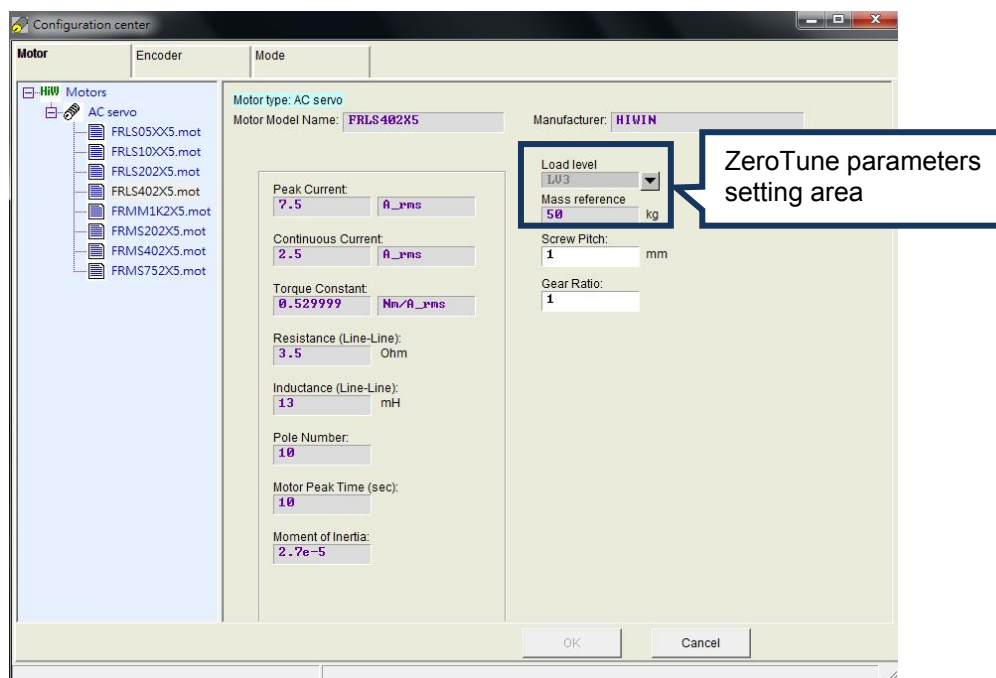 Configuration center
Motor
Encoder
Mode
HiW Motors
AC servo
FRLS05XX5.mot
FRLS10XX5.mot
FRLS202X5.mot
FRLS402X5.mot
FRMM1K2X5.mot
FRMS202X5.mot
FRMS402X5.mot
FRMS752X5.mot
Motor type: AC servo
Motor Model Name: FRLS402X5
Manufacturer: HIWIN
Peak Current:
7.5 A_rms
Continuous Current:
2.5 A_rms
Torque Constant:
0.529999 Nm/A_rms
Resistance (Line-Line):
3.5 Ohm
Inductance (Line-Line):
13 mH
Pole Number:
10
Motor Peak Time (sec):
10
Moment of Inertia:
2.7e-5
Load level
LV3
Mass reference
50 kg
Screw Pitch:
1 mm
Gear Ratio:
1
ZeroTune parameters
setting area
OK
Cancel